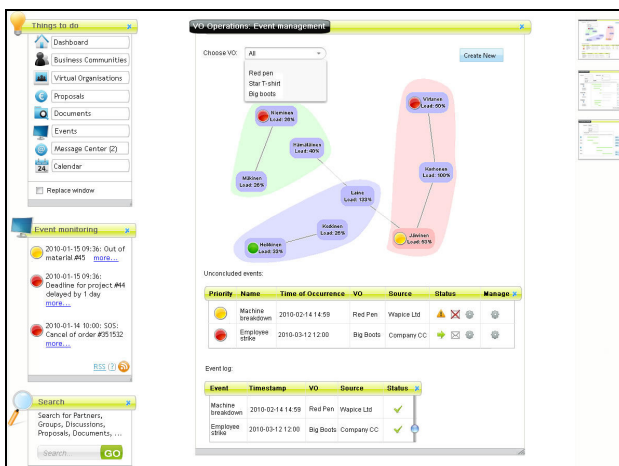 Things to do
Dashboard
Business Communities
Virtual Organisations
Proposals
Documents
Events
Message Center (2)
24 Calendar
Replace window
Event monitoring
2010-01-15 09:36: Out of
material.#45 more...
2010-01-15 09:36:
Deadline for project #44
delayed by 1 day
more...
2010-01-14 10:00: SOS:
Cancel of order #351532
more...
RSS [?]
Search
Search for Partners,
Groups, Discussions,
Proposals, Documents, ...
Search... GO
VO Operations: Event management
Choose VO: All
Create New
Red pen
Star T-shirt
Big boots
Nieminen
Load: 26%
Virtanen
Load: 60%
Hämäläinen
Load: 40%
Mäkinen
Load: 26%
Korhonen
Load: 100%
Laine
Load: 133%
Koskinen
Load: 26%
Heikkinen
Load: 33%
Järvinen
Load: 53%
Unconcluded events:
Priority Name Time of Occurrence VO Source Status Manage
Machine
breakdown 2010-02-14 14:59 Red Pen Wapice Ltd
Employee
strike 2010-03-12 12:00 Big Boots Company CC
Event log:
Event Timestamp VO Source Status
Machine
breakdown 2010-02-14 14:59 Red Pen Wapice Ltd
Employee
strike 2010-03-12 12:00 Big Boots Company CC